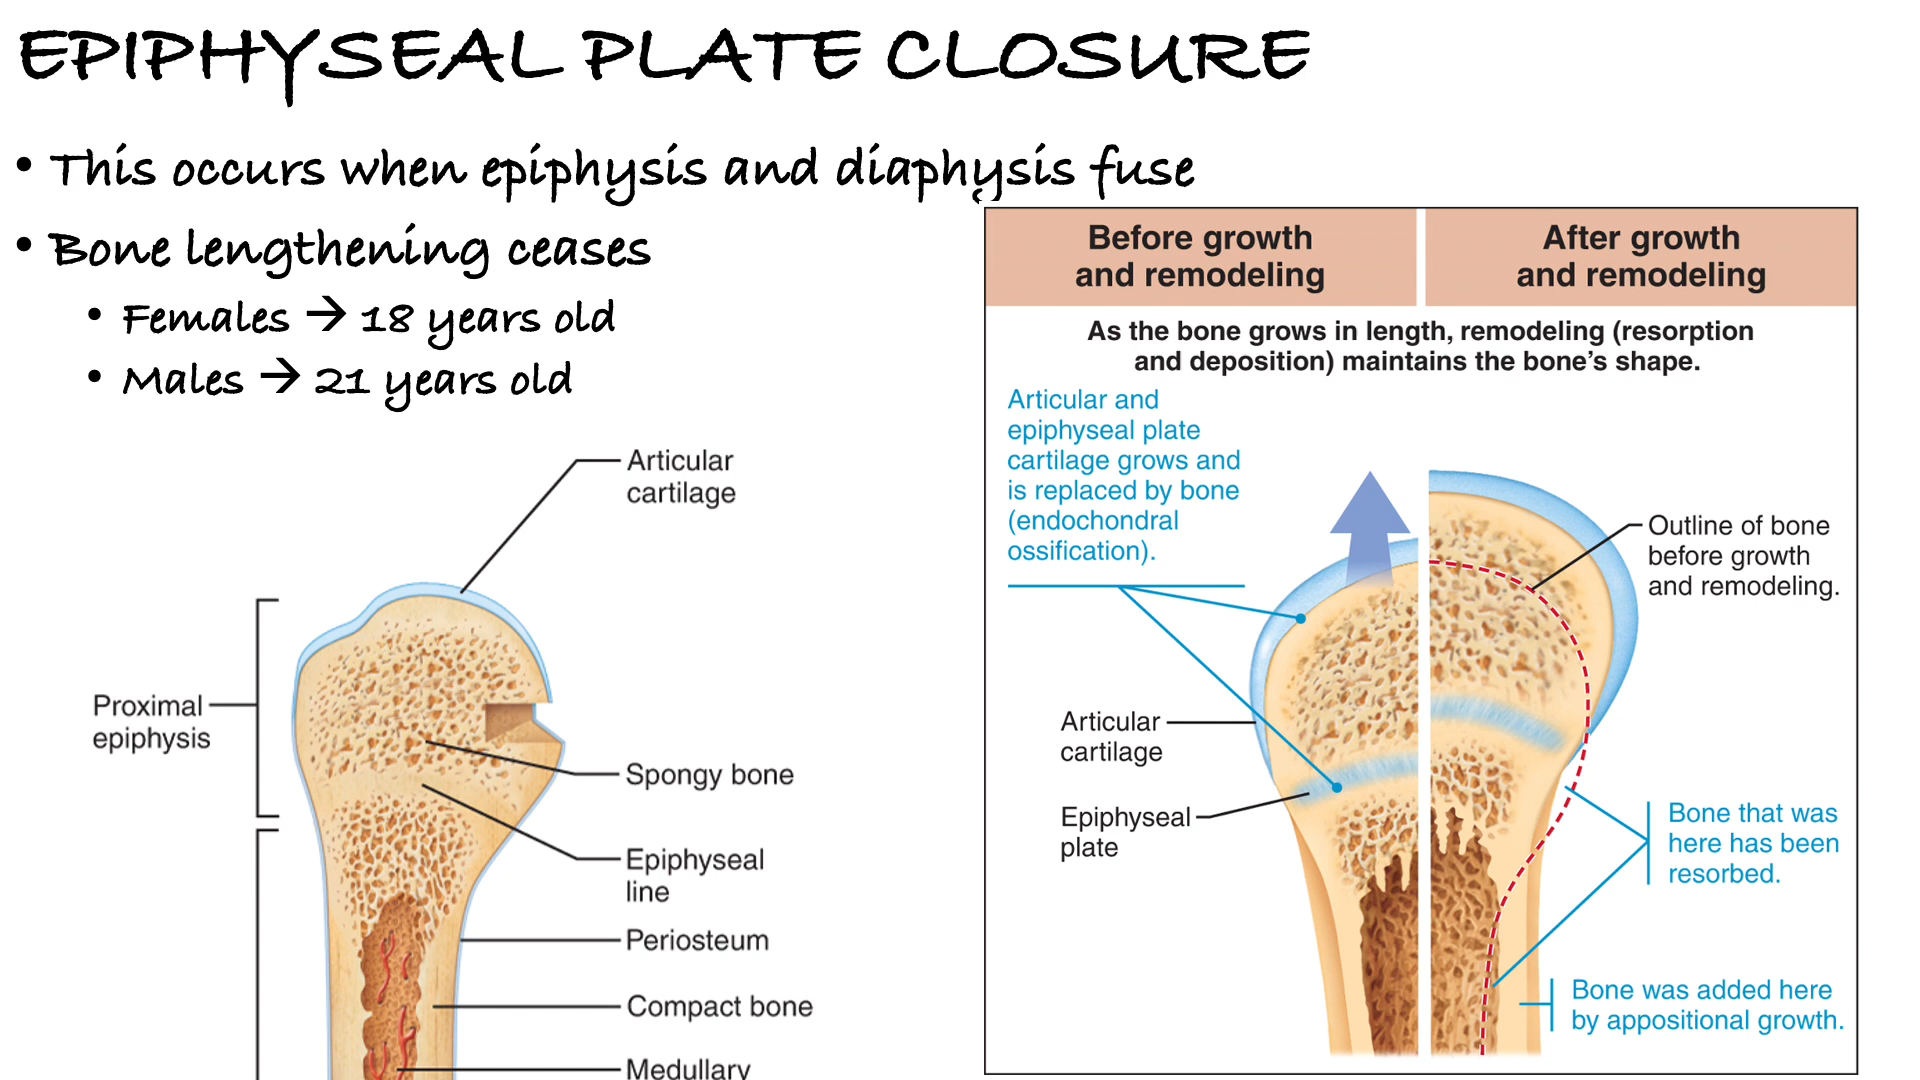 EPIPHYSEAL PLATE CLOSURE
• This occurs when epiphysis and diaphysis fuse
• Bone lengthening ceases
• Females → 18 years old
• Males → 21 years old
Articular
cartilage
Proximal
epiphysis
Spongy bone
Epiphyseal
line
Periosteum
Compact bone
Medullary
Before growth
and remodeling
After growth
and remodeling
As the bone grows in length, remodeling (resorption
and deposition) maintains the bone's shape.
Articular and
epiphyseal plate
cartilage grows and
is replaced by bone
(endochondral
ossification).
Outline of bone
before growth
and remodeling.
Articular
cartilage
Epiphyseal
plate
Bone that was
here has been
resorbed.
Bone was added here
by appositional growth.